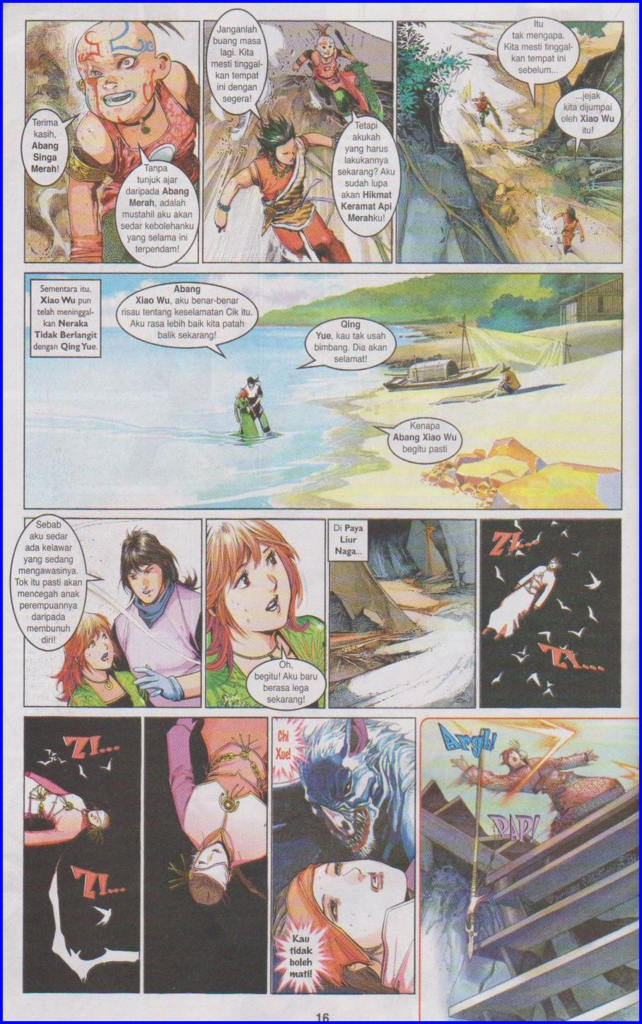 Terima
kasih,
Abang
Singa
Merah!
Tanpa
tunjuk ajar
daripada Abang
Merah, adalah
mustahil aku akan
sedar kebolehanku
yang selama ini
terpendam!
Janganlah
buang masa
lagi. Kita
mesti tinggal-
kan tempat
ini dengan
segera!
Tetapi
akukah
yang harus
lakukannya
sekarang? Aku
sudah lupa
akan Hikmat
Keramat Api
Merahku!
Itu
tak mengapa.
Kita mesti tinggal-
kan tempat ini
sebelum...
...jejak
kita dijumpai
oleh Xiao Wu
itu!
Sementara itu,
Xiao Wu pun
telah meninggal-
kan Neraka
Tidak Berlangit
dengan Qing Yue.
Abang
Xiao Wu, aku benar-benar
risau tentang keselamatan Cik itu.
Aku rasa lebih baik kita patah
balik sekarang!
Qing
Yue, kau tak usah
bimbang. Dia akan
selamat!
Kenapa
Abang Xiao Wu
begitu pasti
Sebab
aku sedar
ada kelawar
yang sedang
mengawasinya.
Tok itu pasti akan
mencegah anak
perempuannya
daripada
membunuh
diri!
Oh,
begitu! Aku baru
berasa lega
sekarang!
Di Paya
Liur
Naga...
ZI...
ZI...
ZI...
ZI...
Chi
Xue!
Kau
tidak
boleh
mati!
Argh!
PAP!
16